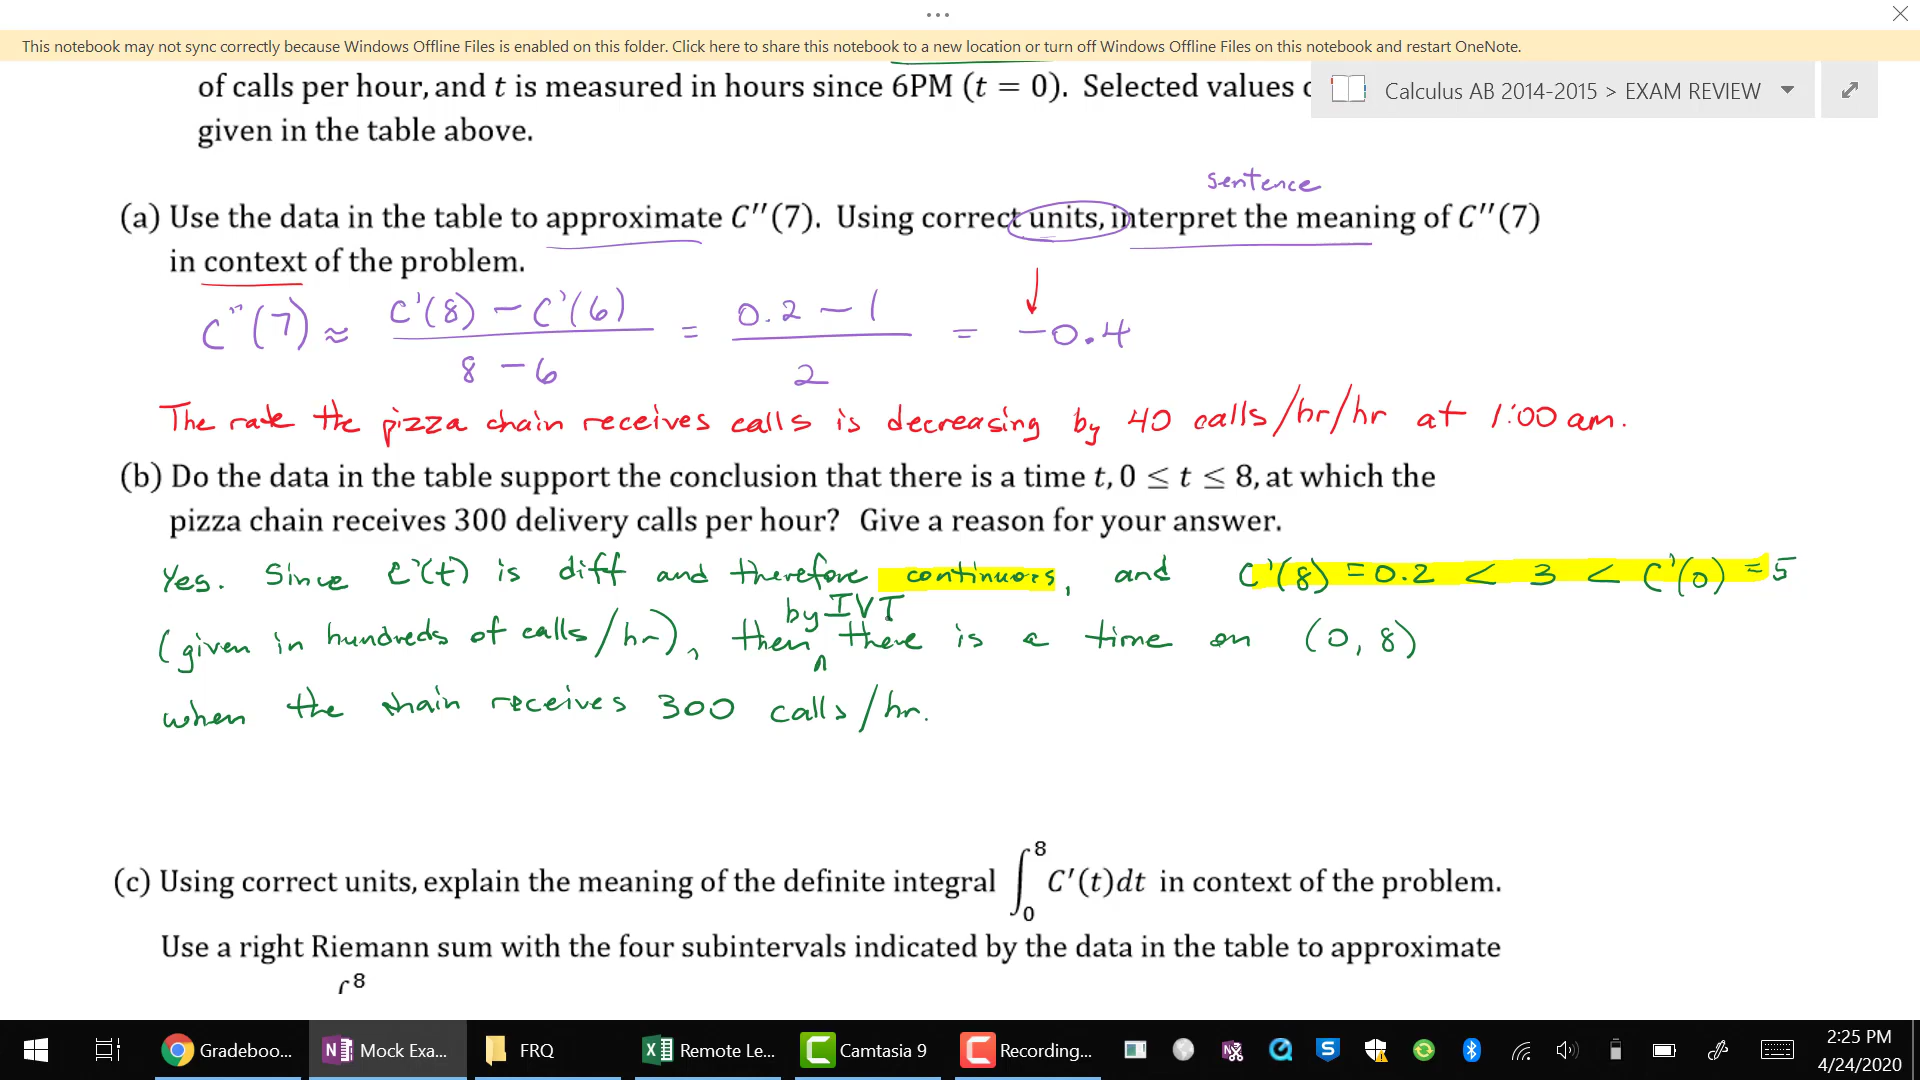 This notebook may not sync correctly because Windows Offline Files is enabled on this folder. Click here to share this notebook to a new location or turn off Windows Offline Files on this notebook and restart OneNote.
of calls per hour, and t is measured in hours since 6PM (t = 0). Selected values
Calculus AB 2014-2015 > EXAM REVIEW
given in the table above.
sentence
(a) Use the data in the table to approximate C''(7). Using correct units, interpret the meaning of C''(7)
in context of the problem.
C''(7) ≈ C'(8) - C'(6) / 8 - 6 = 0.2 - 1 / 2 = -0.4
The rate the pizza chain receives calls is decreasing by 40 calls/hr/hr at 1:00 am.
(b) Do the data in the table support the conclusion that there is a time t, 0 ≤ t ≤ 8, at which the
pizza chain receives 300 delivery calls per hour? Give a reason for your answer.
Yes. Since C'(t) is diff and therefore continuous, and C'(8) = 0.2 < 3 < C'(0) = 5
by IVT
(given in hundreds of calls/hr), then ^ there is a time on (0, 8)
when the chain receives 300 calls/hr.
(c) Using correct units, explain the meaning of the definite integral ∫₀⁸ C'(t)dt in context of the problem.
Use a right Riemann sum with the four subintervals indicated by the data in the table to approximate
∫8
Gradeboo... Mock Exa... FRQ Remote Le... Camtasia 9 Recording...
2:25 PM
4/24/2020